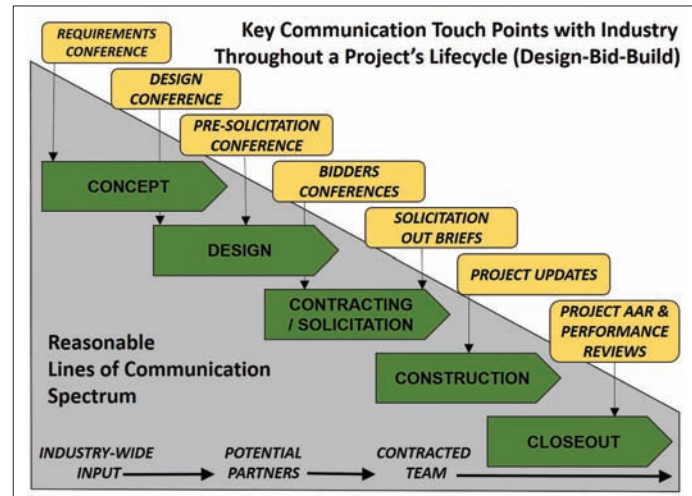 Key Communication Touch Points with Industry
Throughout a Project's Lifecycle (Design-Bid-Build)
REQUIREMENTS
CONFERENCE
DESIGN
CONFERENCE
PRE-SOLICITATION
CONFERENCE
BIDDERS
CONFERENCES
SOLICITATION
OUT BRIEFS
PROJECT UPDATES
PROJECT AAR &
PERFORMANCE
REVIEWS
CONCEPT
DESIGN
CONTRACTING
/ SOLICITATION
CONSTRUCTION
CLOSEOUT
Reasonable
Lines of Communication
Spectrum
INDUSTRY-WIDE
INPUT
POTENTIAL
PARTNERS
CONTRACTED
TEAM